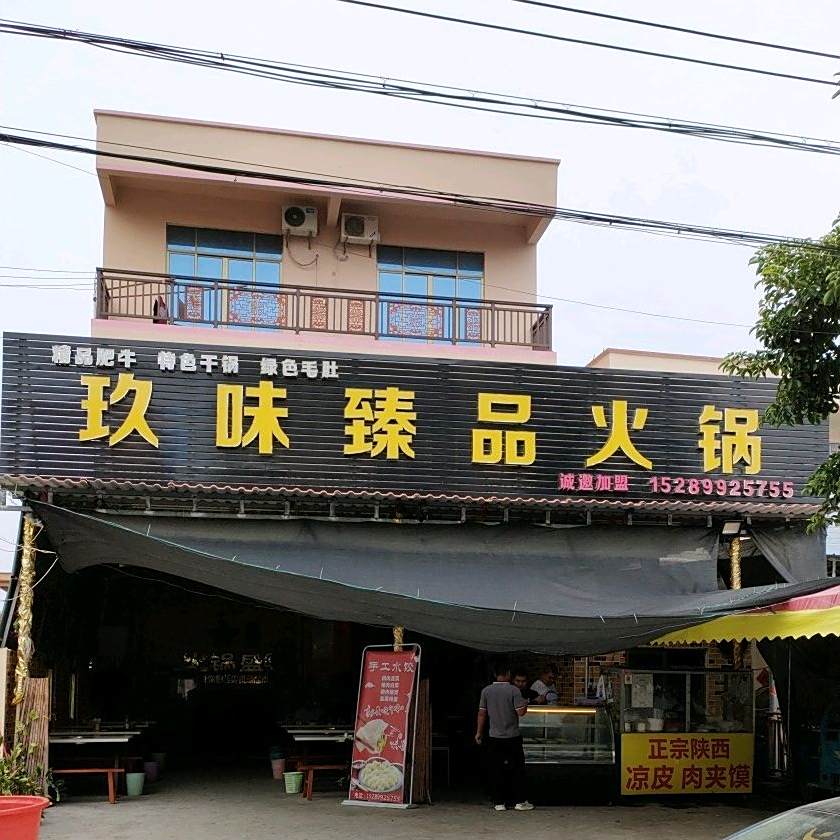 精品肥牛 特色干锅 绿色毛肚
玖味臻品火锅
诚邀加盟 15289925755
手工水饺
15289925755
正宗陕西
凉皮 肉夹馍